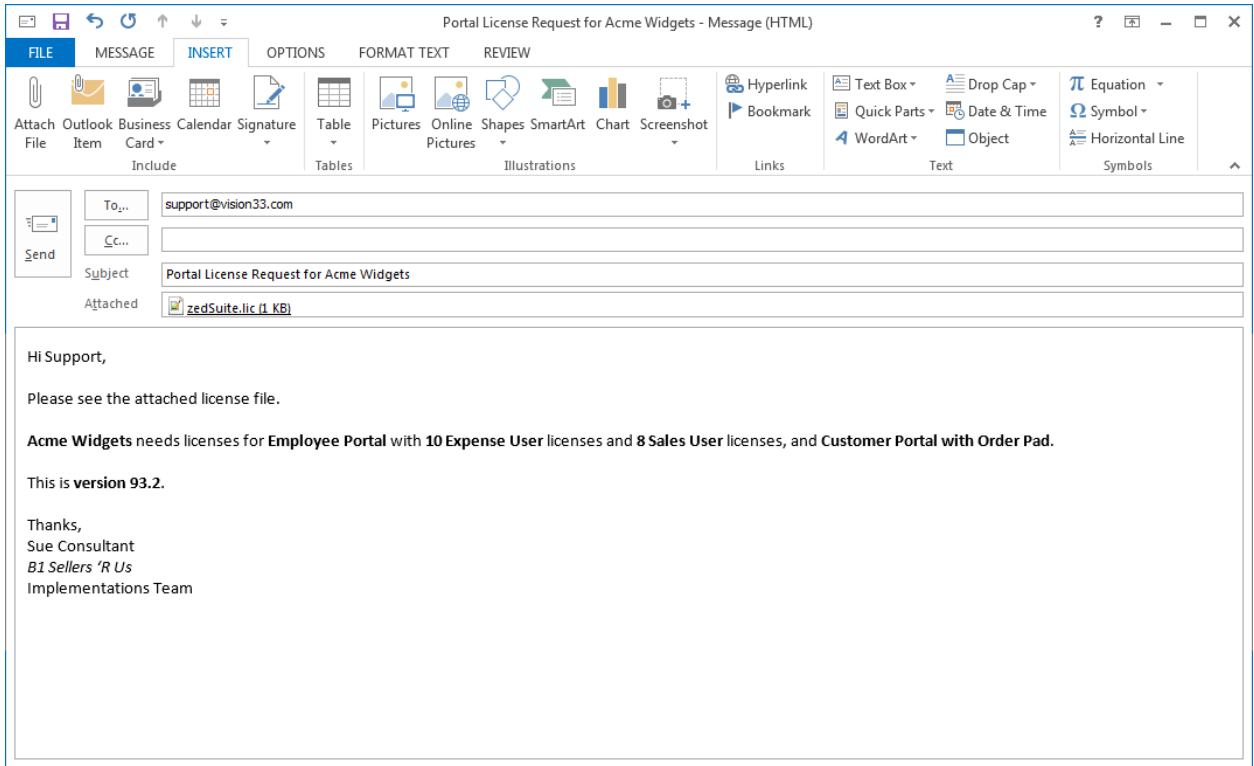 Portal License Request for Acme Widgets - Message (HTML)
?
FILE MESSAGE INSERT OPTIONS FORMAT TEXT REVIEW
Attach File
Outlook Item
Business Card
Calendar
Signature
Include
Table
Tables
Pictures
Online Pictures
Shapes
SmartArt
Chart
Screenshot
Illustrations
Hyperlink
Bookmark
Links
Text Box
Quick Parts
WordArt
Drop Cap
Date & Time
Object
Text
π Equation
Ω Symbol
Horizontal Line
Symbols
Send
To... support@vision33.com
Cc...
Subject Portal License Request for Acme Widgets
Attached zedSuite.lic (1 KB)
Hi Support,
Please see the attached license file.
Acme Widgets needs licenses for Employee Portal with 10 Expense User licenses and 8 Sales User licenses, and Customer Portal with Order Pad.
This is version 93.2.
Thanks,
Sue Consultant
B1 Sellers ‘R Us
Implementations Team